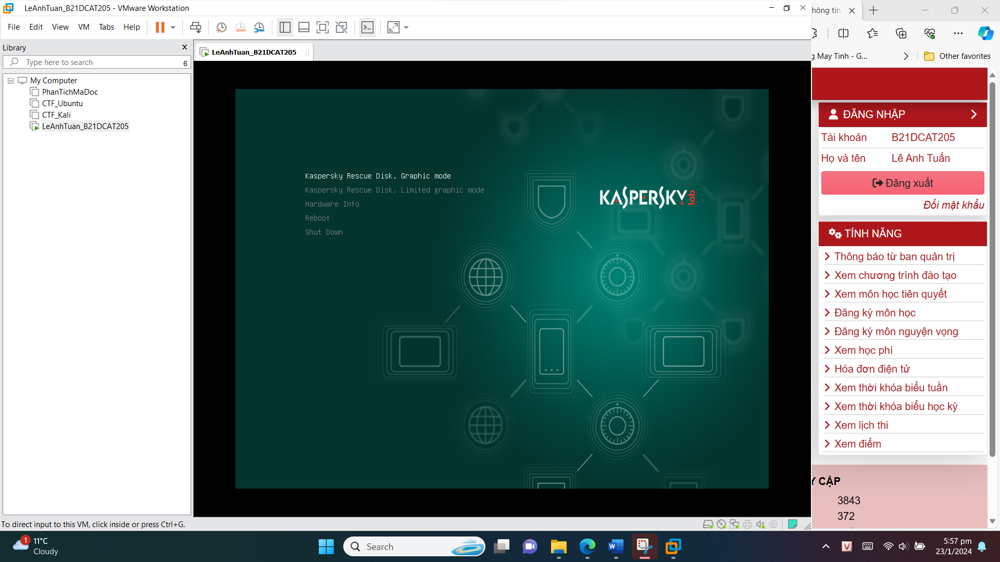 LeAnhTuan_B21DCAT205 - VMware Workstation
File Edit View VM Tabs Help
Library
Type here to search
6
My Computer
PhanTichMaDoc
CTF_Ubuntu
CTF_Kali
LeAnhTuan_B21DCAT205
LeAnhTuan_B21DCAT205
Kaspersky Rescue Disk. Graphic mode
Kaspersky Rescue Disk. Limited graphic mode
Hardware Info
Reboot
Shut Down
KASPERSKY lab
To direct input to this VM, click inside or press Ctrl+G.
hông tin
g May Tinh - G...
Other favorites
ĐĂNG NHẬP
Tài khoản B21DCAT205
Họ và tên Lê Anh Tuấn
Đăng xuất
Đổi mật khẩu
TÍNH NĂNG
Thông báo từ ban quản trị
Xem chương trình đào tạo
Xem môn học tiên quyết
Đăng ký môn học
Đăng ký môn nguyện vọng
Xem học phí
Hóa đơn điện tử
Xem thời khóa biểu tuần
Xem thời khóa biểu học kỳ
Xem lịch thi
Xem điểm
Y CẬP
3843
372
1
11°C
Cloudy
Search
5:57 pm
23/1/2024